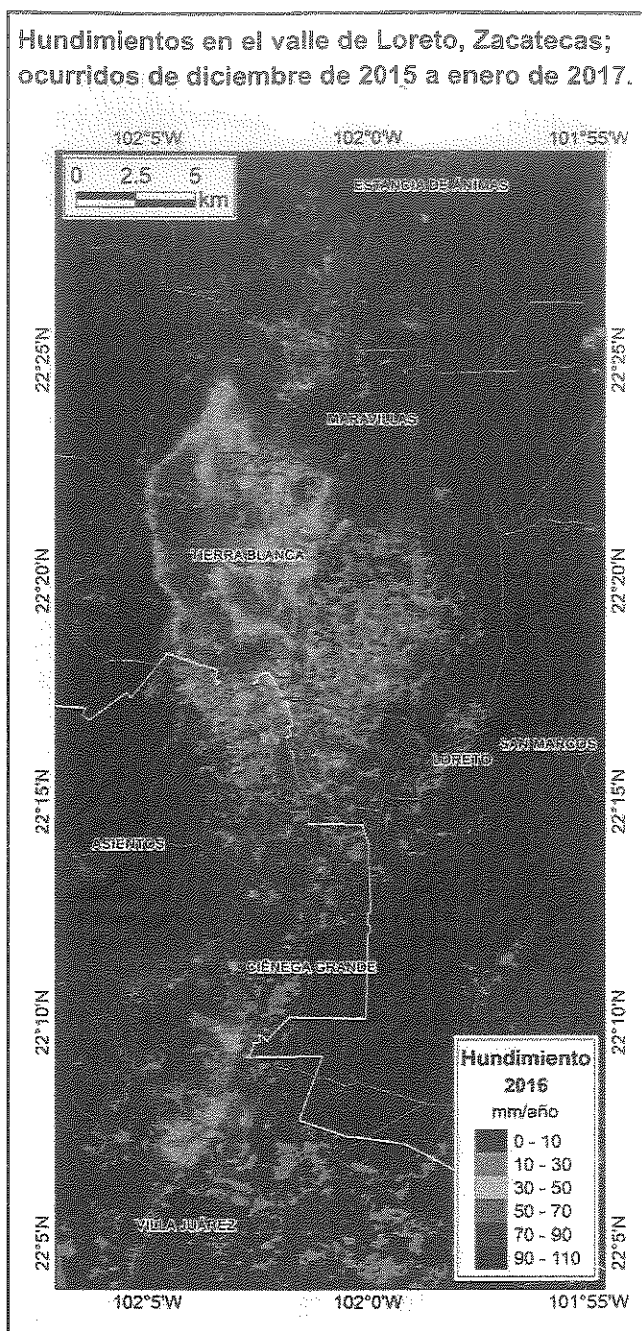 Hundimientos en el valle de Loreto, Zacatecas;
ocurridos de diciembre de 2015 a enero de 2017.
102°5'W 102°0'W 101°55'W
0 2.5 5
km
ESTANCIA DE ÁNIMAS
22°25'N 22°25'N
MARAVILLAS
TIERRA BLANCA
22°20'N 22°20'N
SAN MARCOS
LORETO
22°15'N 22°15'N
ASIENTOS
CIÉNEGA GRANDE
22°10'N 22°10'N
Hundimiento
2016
mm/año
0 - 10
10 - 30
30 - 50
50 - 70
70 - 90
90 - 110
VILLA JUÁREZ
22°5'N 22°5'N
102°5'W 102°0'W 101°55'W